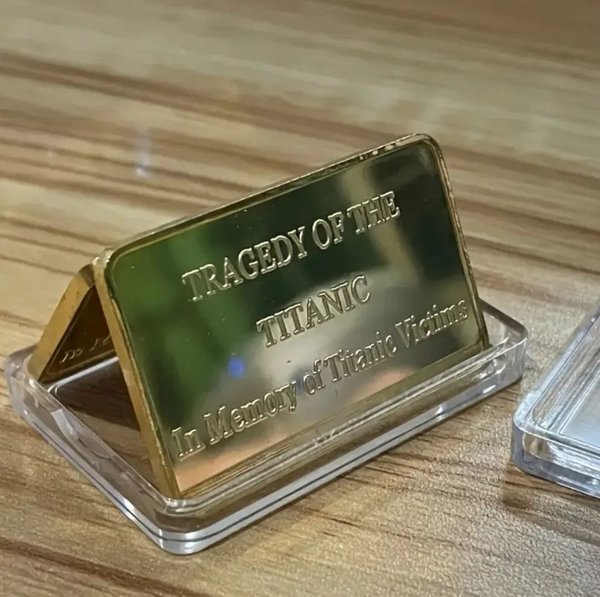 TRAGEDY OF THE
TITANIC
In Memory of Titanic Victims